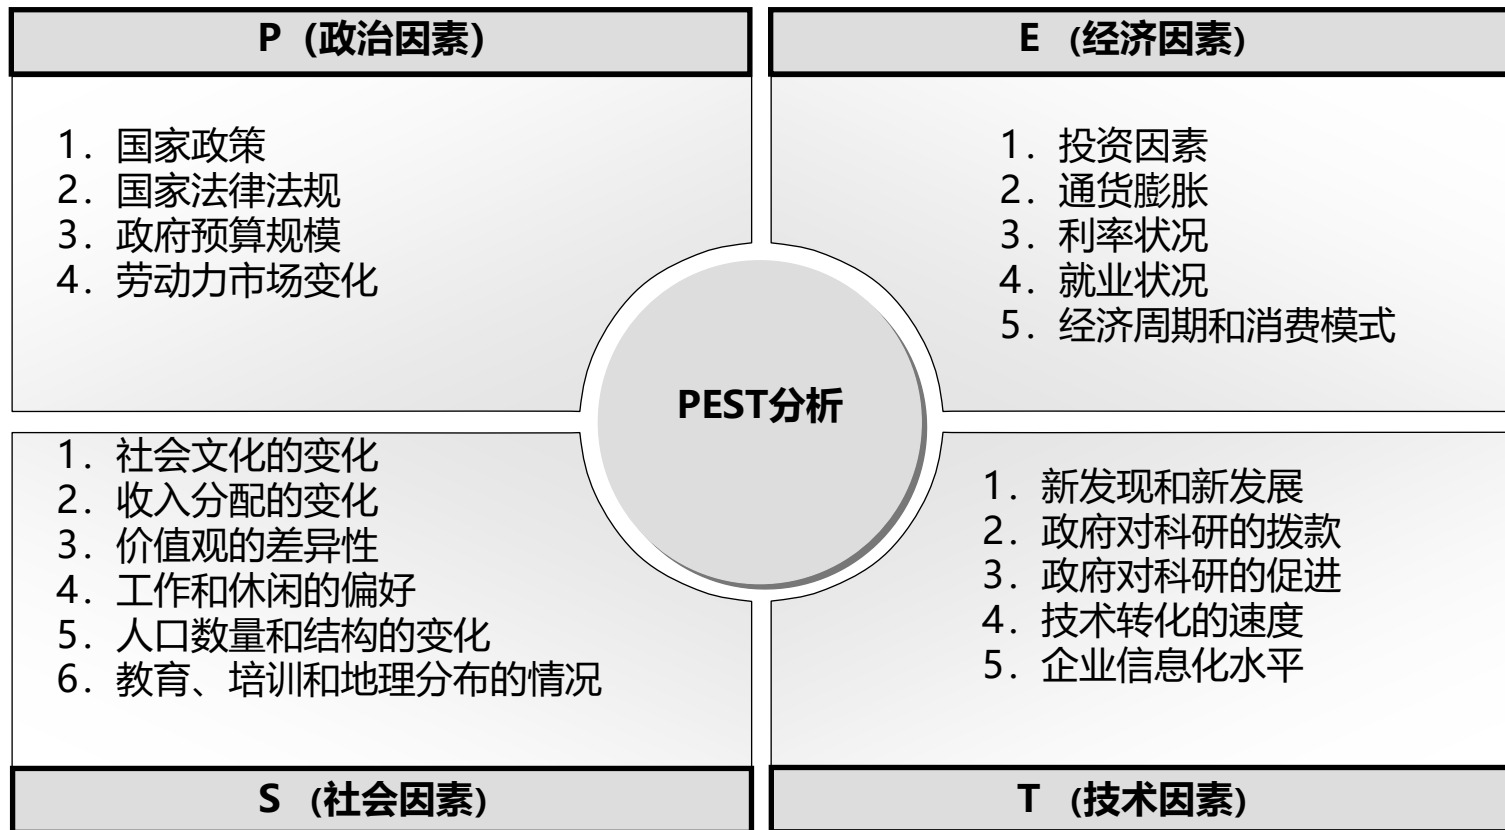 P（政治因素）
1．国家政策
2．国家法律法规
3．政府预算规模
4．劳动力市场变化
E （经济因素）
1．投资因素
2．通货膨胀
3．利率状况
4．就业状况
5．经济周期和消费模式
PEST分析
1．社会文化的变化
2．收入分配的变化
3．价值观的差异性
4．工作和休闲的偏好
5．人口数量和结构的变化
6．教育、培训和地理分布的情况
S （社会因素）
1．新发现和新发展
2．政府对科研的拨款
3．政府对科研的促进
4．技术转化的速度
5．企业信息化水平
T （技术因素）